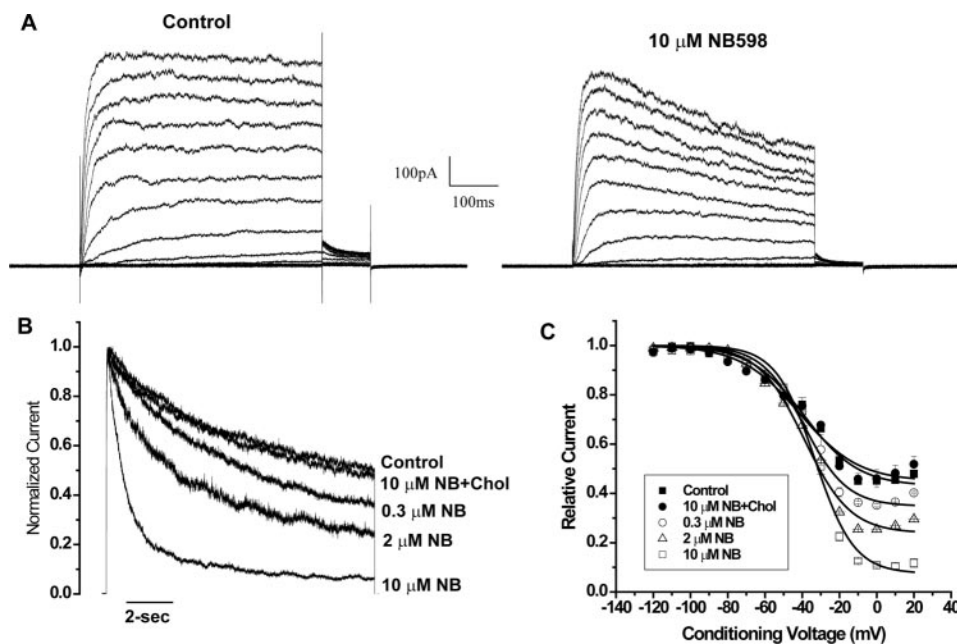 A
Control
10 μM NB598
100pA
100ms
B
Normalized Current
1.0
0.8
0.6
0.4
0.2
0.0
Control
10 μM NB+Chol
0.3 μM NB
2 μM NB
10 μM NB
2-sec
C
Relative Current
1.0
0.8
0.6
0.4
0.2
0.0
Control
10 μM NB+Chol
0.3 μM NB
2 μM NB
10 μM NB
-140 -120 -100 -80 -60 -40 -20 0 20 40
Conditioning Voltage (mV)